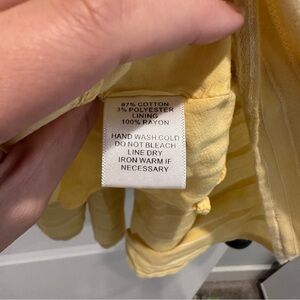 97% COTTON
3% POLYESTER
LINING
100% RAYON
HAND WASH COLD
DO NOT BLEACH
LINE DRY
IRON WARM IF
NECESSARY